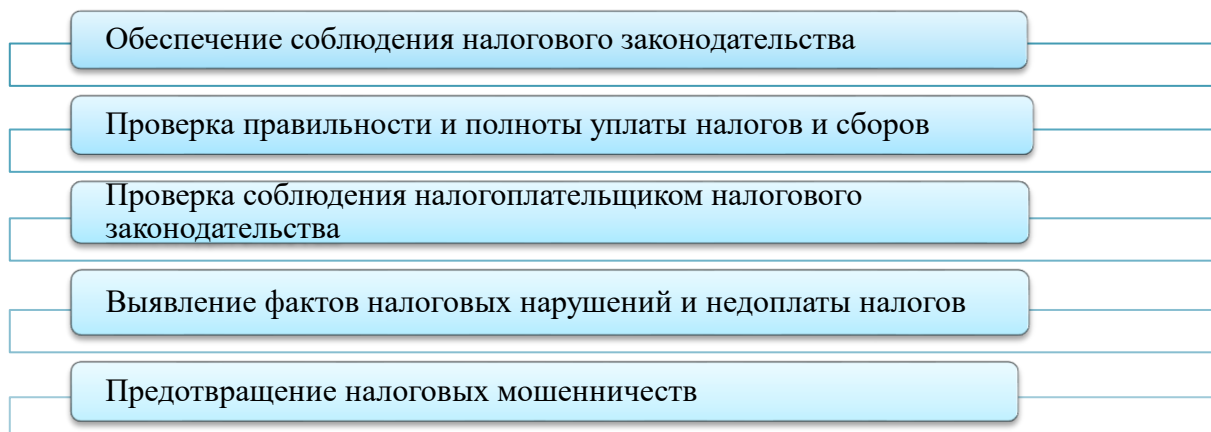 Обеспечение соблюдения налогового законодательства
Проверка правильности и полноты уплаты налогов и сборов
Проверка соблюдения налогоплательщиком налогового
законодательства
Выявление фактов налоговых нарушений и недоплаты налогов
Предотвращение налоговых мошенничеств